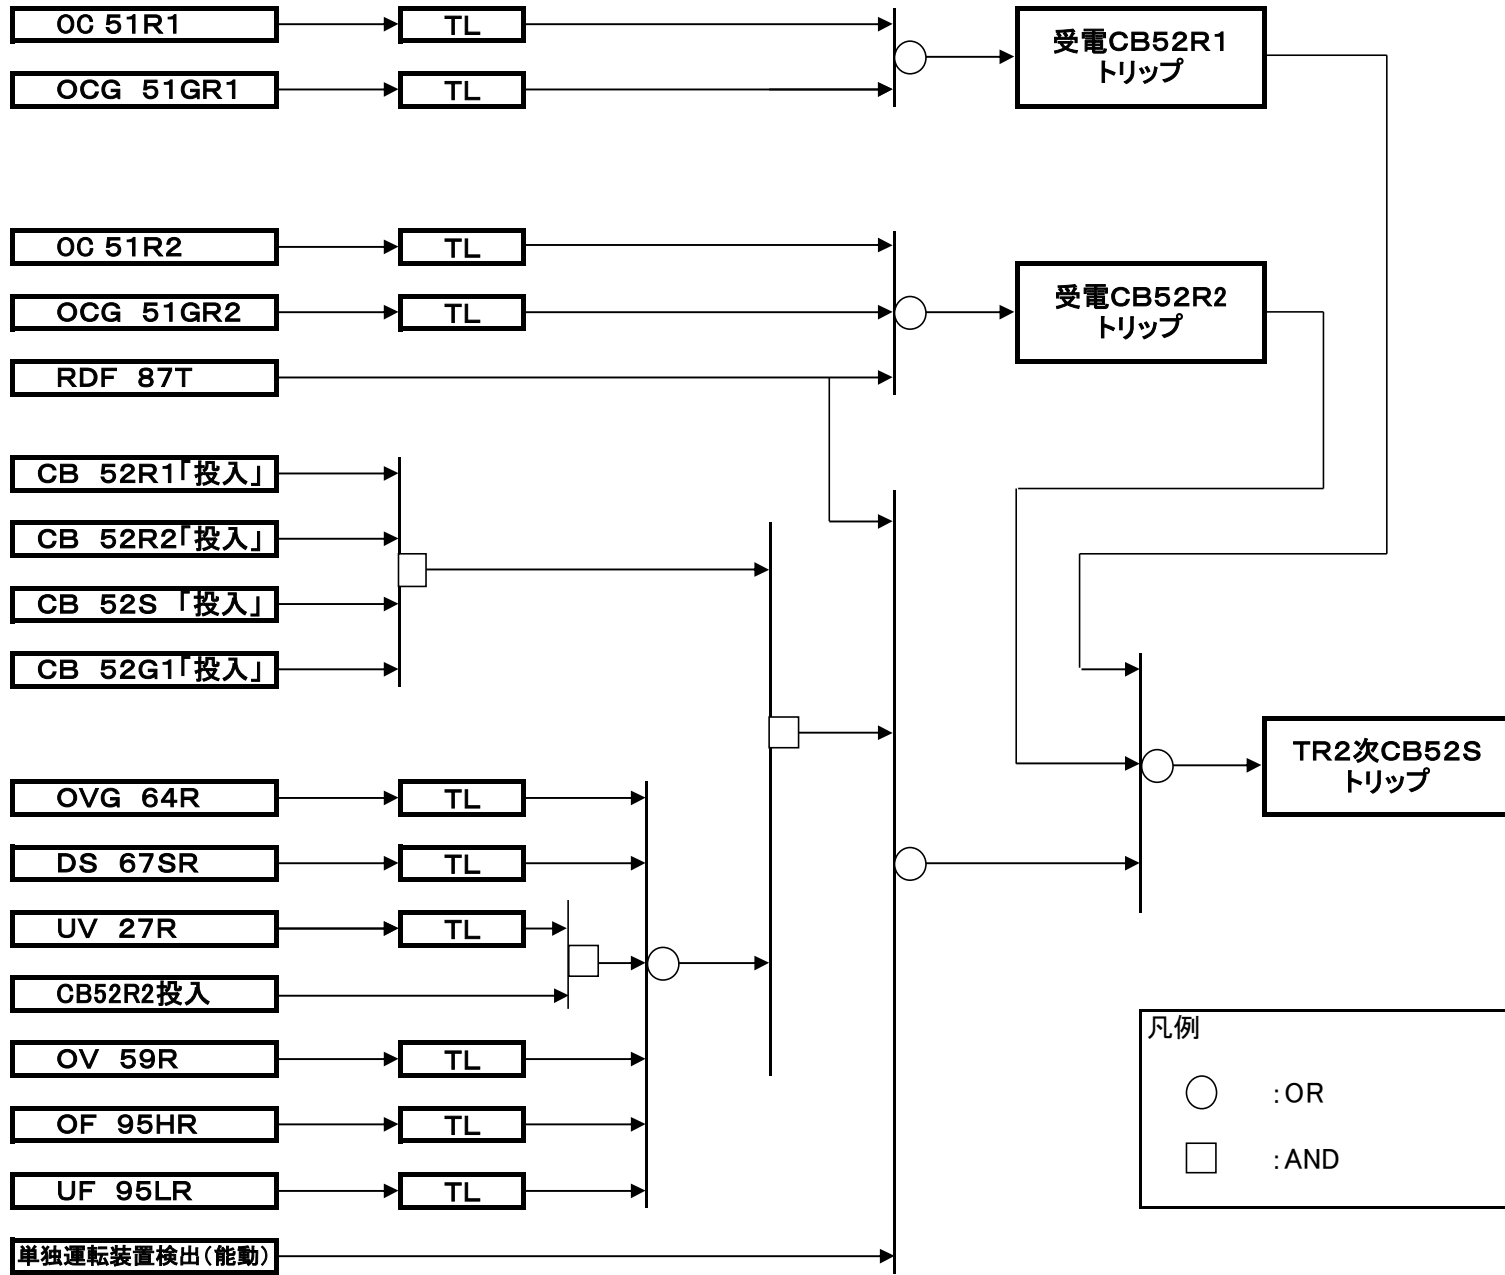 OC 51R1
TL
OCG 51GR1
TL
受電CB52R1
トリップ
OC 51R2
TL
OCG 51GR2
TL
RDF 87T
受電CB52R2
トリップ
CB 52R1「投入」
CB 52R2「投入」
CB 52S 「投入」
CB 52G1「投入」
TR2次CB52S
トリップ
OVG 64R
TL
DS 67SR
TL
UV 27R
TL
CB52R2投入
OV 59R
TL
OF 95HR
TL
UF 95LR
TL
単独運転装置検出(能動)
凡例
:OR
:AND